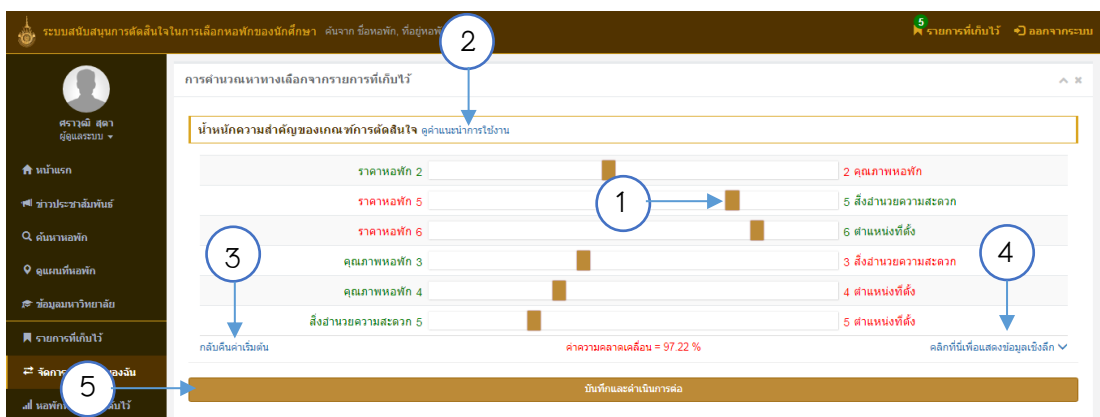 ระบบสนับสนุนการตัดสินใจในการเลือกหอพักของนักศึกษา ค้นจาก ชื่อหอพัก, ที่อยู่หอพัก
5
รายการที่เก็บไว้ ออกจากระบบ
2
การคำนวณหาทางเลือกจากรายการที่เก็บไว้
ศราวุฒิ สุดา
ผู้ดูแลระบบ
น้ำหนักความสำคัญของเกณฑ์การตัดสินใจ ดูคำแนะนำการใช้งาน
หน้าแรก
ข่าวประชาสัมพันธ์
ค้นหาหอพัก
ดูแผนที่หอพัก
ข้อมูลมหาวิทยาลัย
รายการที่เก็บไว้
จัดการ ของฉัน
หอพัก เก็บไว้
ราคาหอพัก 2 2 คุณภาพหอพัก
ราคาหอพัก 5 1 5 สิ่งอำนวยความสะดวก
ราคาหอพัก 6 6 ตำแหน่งที่ตั้ง
3 คุณภาพหอพัก 3 3 สิ่งอำนวยความสะดวก 4
คุณภาพหอพัก 4 4 ตำแหน่งที่ตั้ง
สิ่งอำนวยความสะดวก 5 5 ตำแหน่งที่ตั้ง
กลับคืนค่าเริ่มต้น ค่าความคลาดเคลื่อน = 97.22 % คลิกที่นี่เพื่อแสดงข้อมูลเชิงลึก
5 บันทึกและดำเนินการต่อ